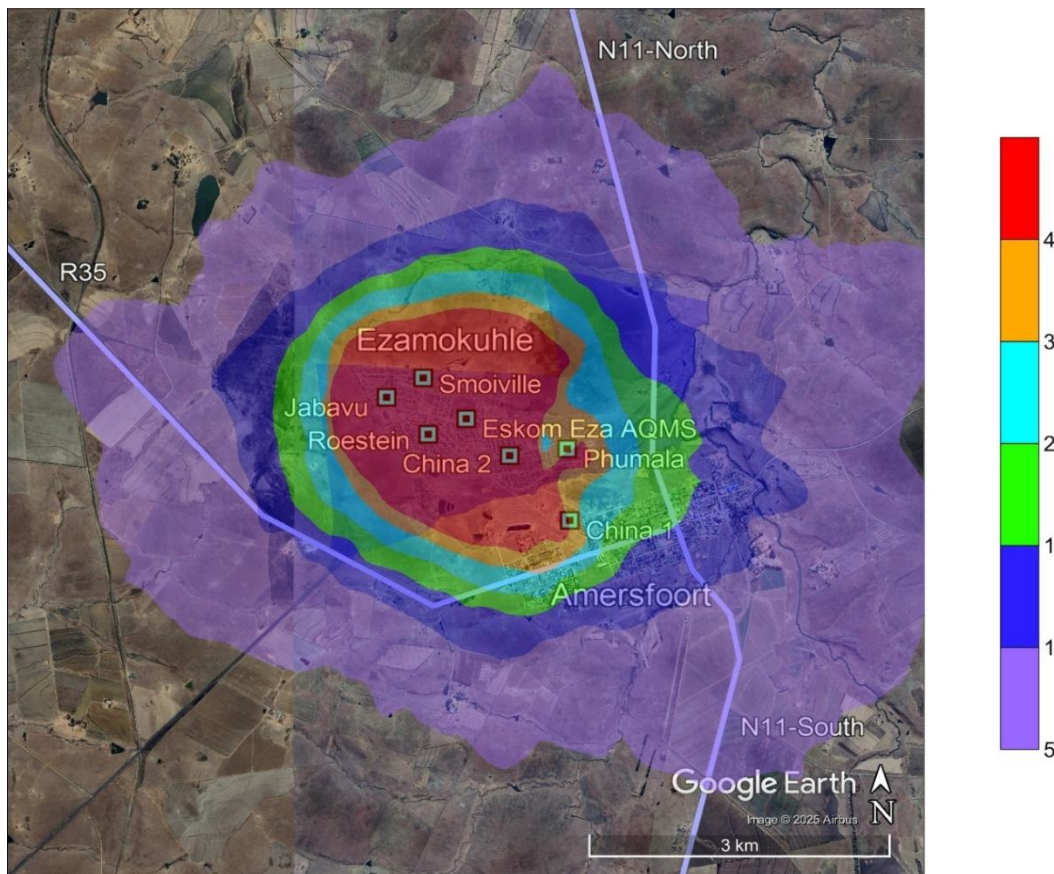 N11-North
R35
Ezamokuhle
Smoiville
Jabavu
Eskom Eza AQMS
Roestein
China 2
Phumala
China 1
Amersfoort
N11-South
Google Earth
Image © 2025 Airbus
N
3 km
4
3
2
1
1
5